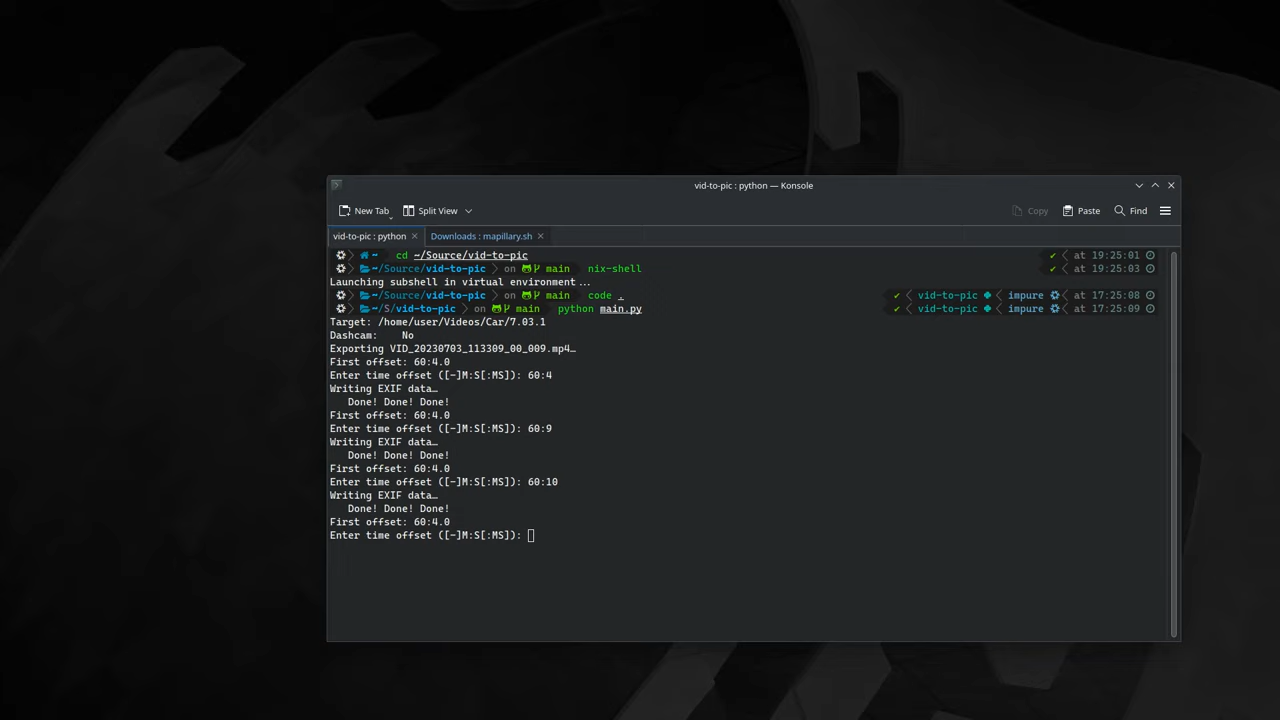 vid-to-pic : python — Konsole
New Tab Split View Copy Paste Find
vid-to-pic : python Downloads : mapillary.sh
~ cd ~/Source/vid-to-pic ✔ at 19:25:01
~/Source/vid-to-pic on main nix-shell ✔ at 19:25:03
Launching subshell in virtual environment...
~/Source/vid-to-pic on main code . ✔ vid-to-pic impure at 17:25:08
~/S/vid-to-pic on main python main.py ✔ vid-to-pic impure at 17:25:09
Target: /home/user/Videos/Car/7.03.1
Dashcam: No
Exporting VID_20230703_113309_00_009.mp4…
First offset: 60:4.0
Enter time offset ([-]M:S[:MS]): 60:4
Writing EXIF data…
Done! Done! Done!
First offset: 60:4.0
Enter time offset ([-]M:S[:MS]): 60:9
Writing EXIF data…
Done! Done! Done!
First offset: 60:4.0
Enter time offset ([-]M:S[:MS]): 60:10
Writing EXIF data…
Done! Done! Done!
First offset: 60:4.0
Enter time offset ([-]M:S[:MS]):